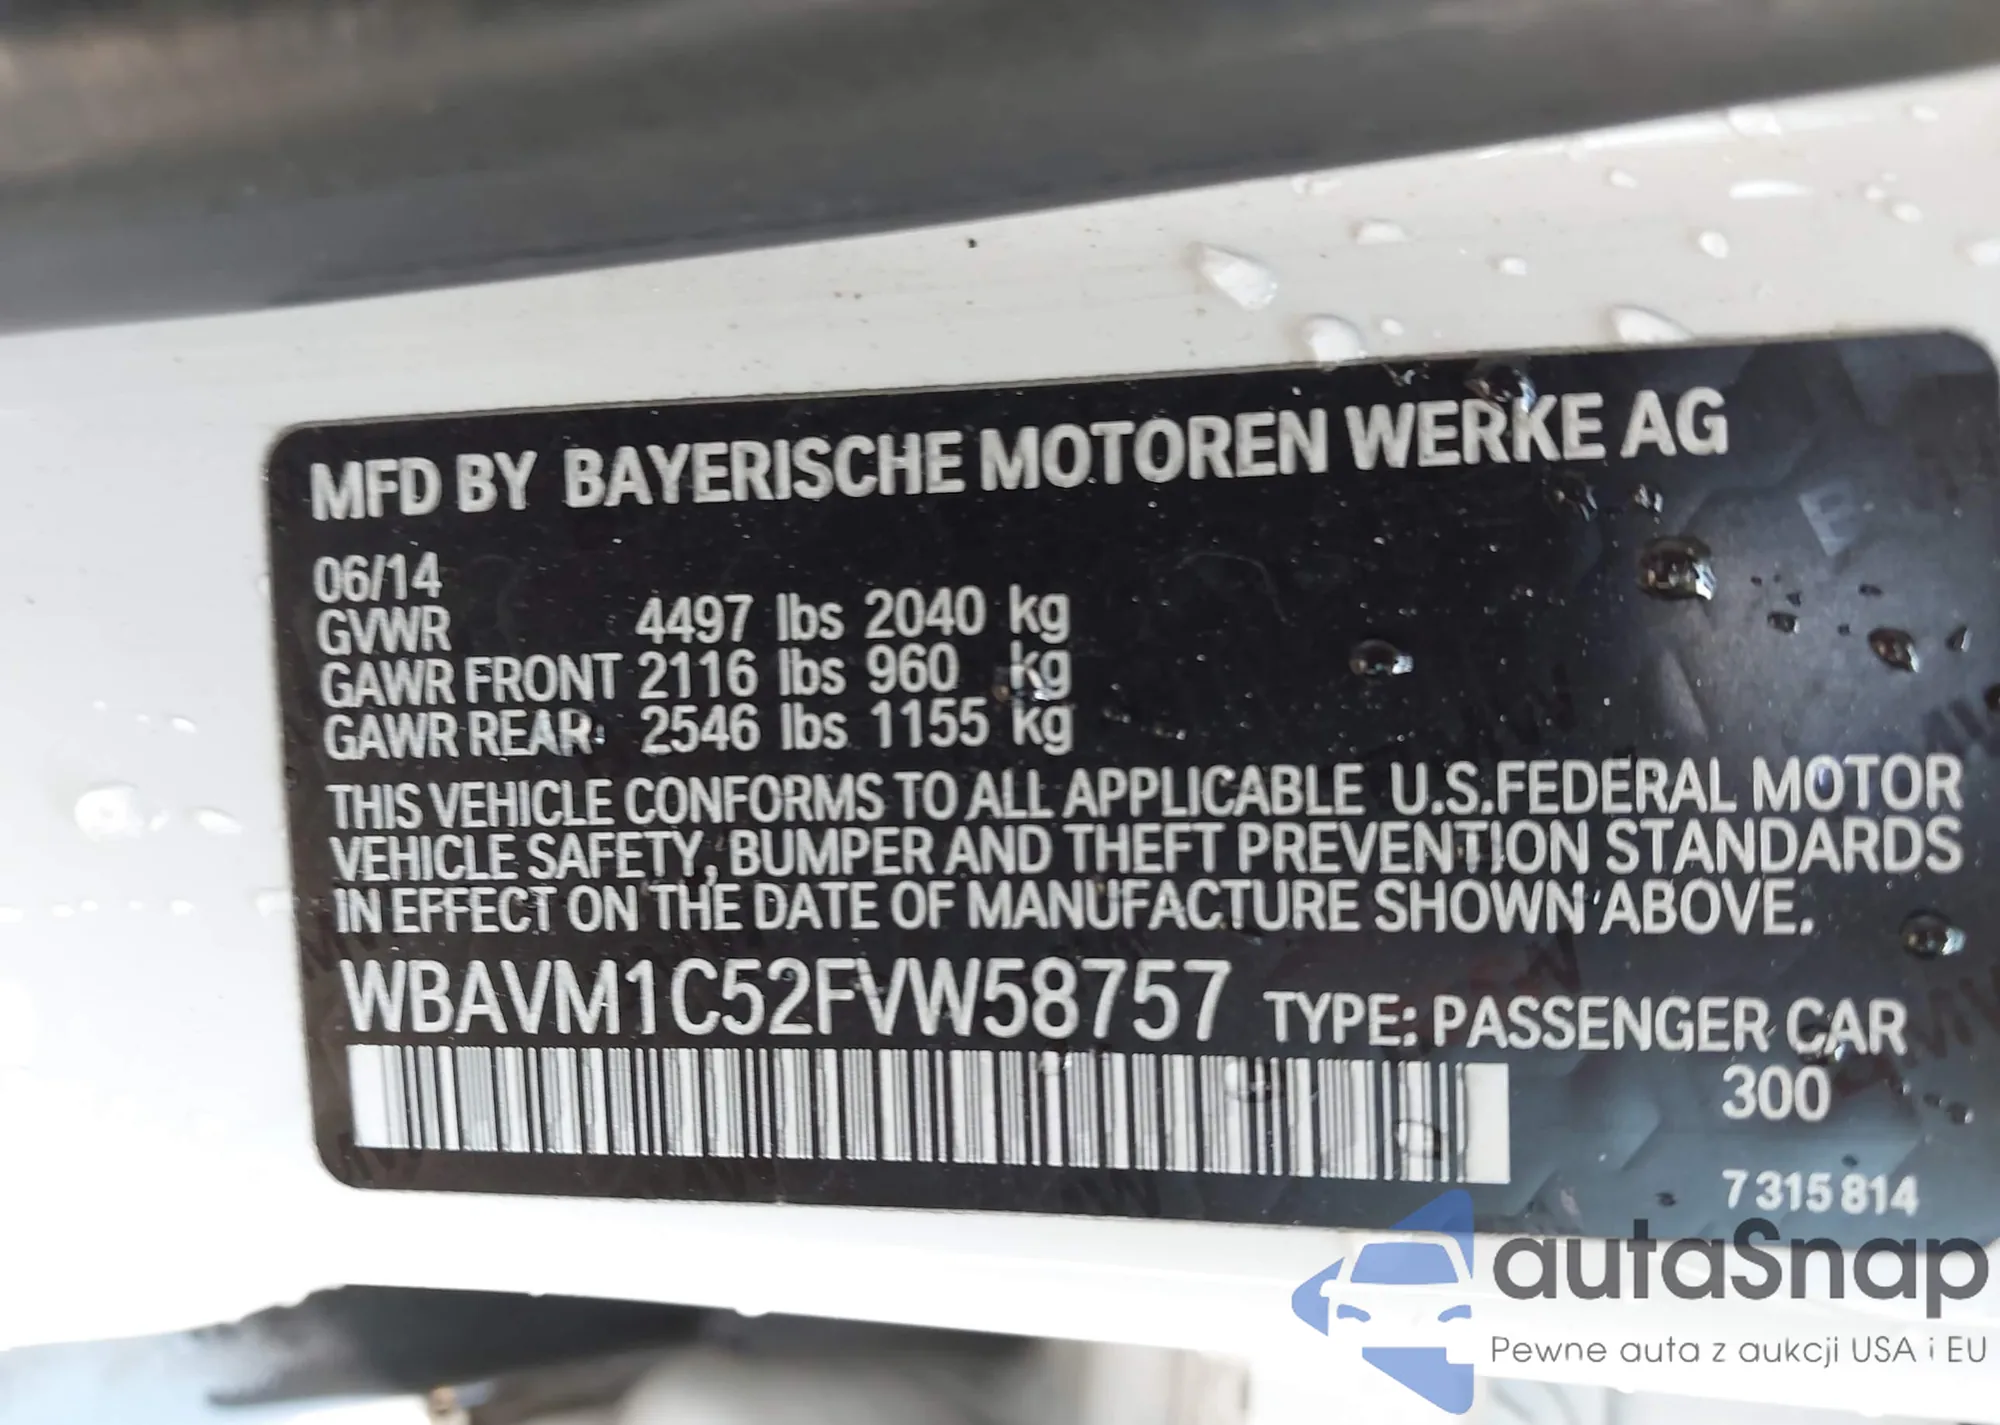 MFD BY BAYERISCHE MOTOREN WERKE AG
06/14
GVWR 4497 lbs 2040 kg
GAWR FRONT 2116 lbs 960 kg
GAWR REAR 2546 lbs 1155 kg
THIS VEHICLE CONFORMS TO ALL APPLICABLE U.S.FEDERAL MOTOR
VEHICLE SAFETY, BUMPER AND THEFT PREVENTION STANDARDS
IN EFFECT ON THE DATE OF MANUFACTURE SHOWN ABOVE.
WBAVM1C52FVW58757 TYPE: PASSENGER CAR
300
7 315 814
autaSnap
Pewne auta z aukcji USA i EU